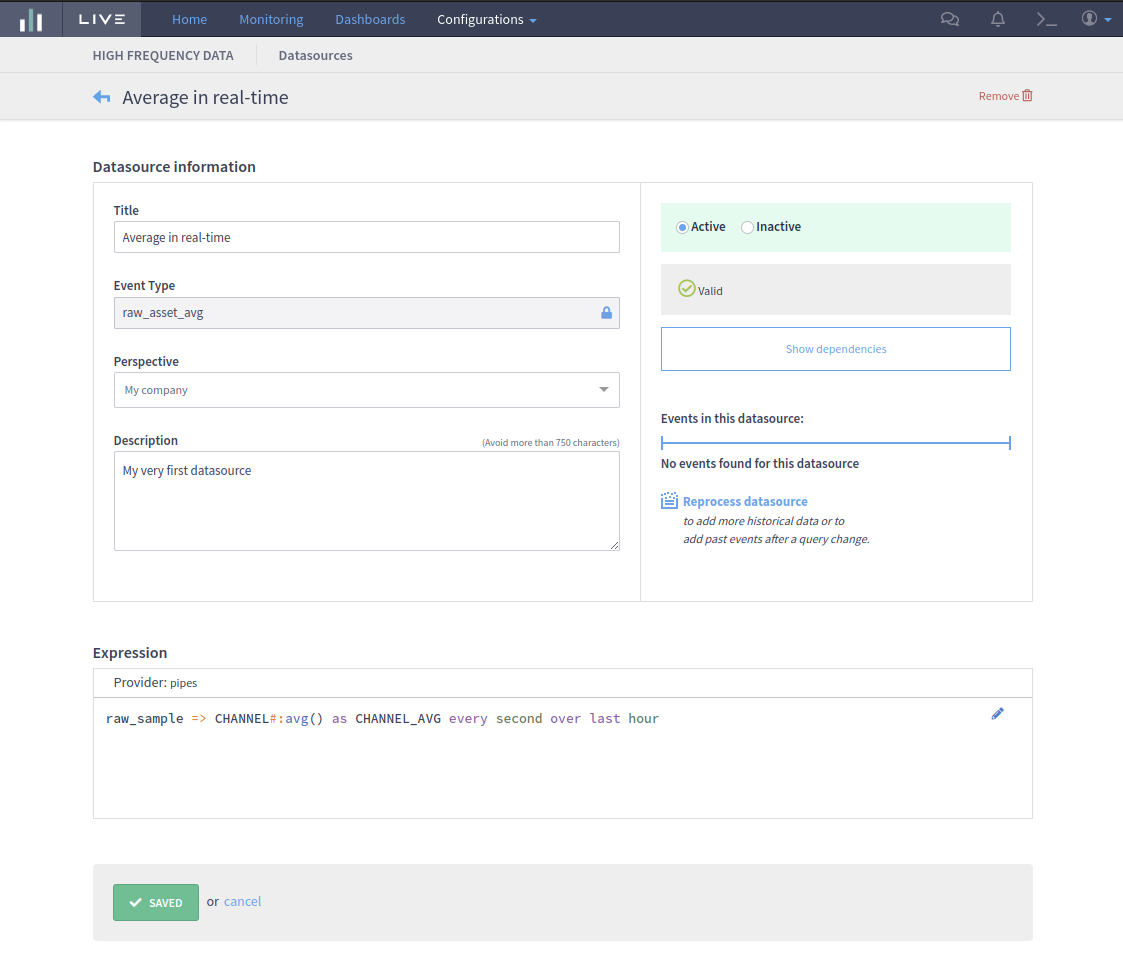 LIVE Home Monitoring Dashboards Configurations
HIGH FREQUENCY DATA Datasources
Average in real-time Remove
Datasource information
Title
Average in real-time
Event Type
raw_asset_avg
Perspective
My company
Description (Avoid more than 750 characters)
My very first datasource
Active Inactive
Valid
Show dependencies
Events in this datasource:
No events found for this datasource
Reprocess datasource
to add more historical data or to
add past events after a query change.
Expression
Provider: pipes
raw_sample => CHANNEL#:avg() as CHANNEL_AVG every second over last hour
SAVED or cancel